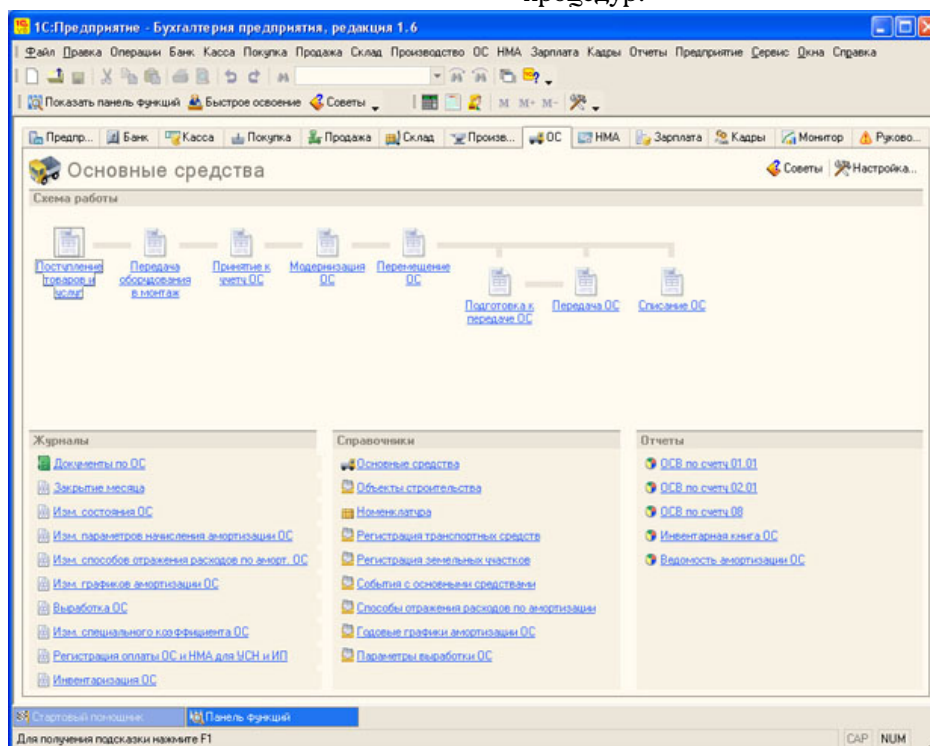 процедур.
1С:Предприятие - Бухгалтерия предприятия, редакция 1.6
Файл Правка Операции Банк Касса Покупка Продажа Склад Производство ОС НМА Зарплата Кадры Отчеты Предприятие Сервис Окна Справка
Показать панель функций Быстрое освоение Советы M M+ M-
Предпр... Банк Касса Покупка Продажа Склад Произв... ОС НМА Зарплата Кадры Монитор Руково...
Основные средства
Советы Настройка...
Схема работы
Поступление товаров и услуг
Передача оборудования в монтаж
Принятие к учету ОС
Модернизация ОС
Перемещение ОС
Подготовка к передаче ОС
Передача ОС
Списание ОС
Журналы
Документы по ОС
Закрытие месяца
Изм. состояния ОС
Изм. параметров начисления амортизации ОС
Изм. способов отражения расходов по аморт. ОС
Изм. графиков амортизации ОС
Выработка ОС
Изм. специального коэффициента ОС
Регистрация оплаты ОС и НМА для УСН и ИП
Инвентаризация ОС
Справочники
Основные средства
Объекты строительства
Номенклатура
Регистрация транспортных средств
Регистрация земельных участков
События с основными средствами
Способы отражения расходов по амортизации
Годовые графики амортизации ОС
Параметры выработки ОС
Отчеты
ОСВ по счету 01.01
ОСВ по счету 02.01
ОСВ по счету 08
Инвентарная книга ОС
Ведомость амортизации ОС
Стартовый помощник Панель функций
Для получения подсказки нажмите F1 CAP NUM